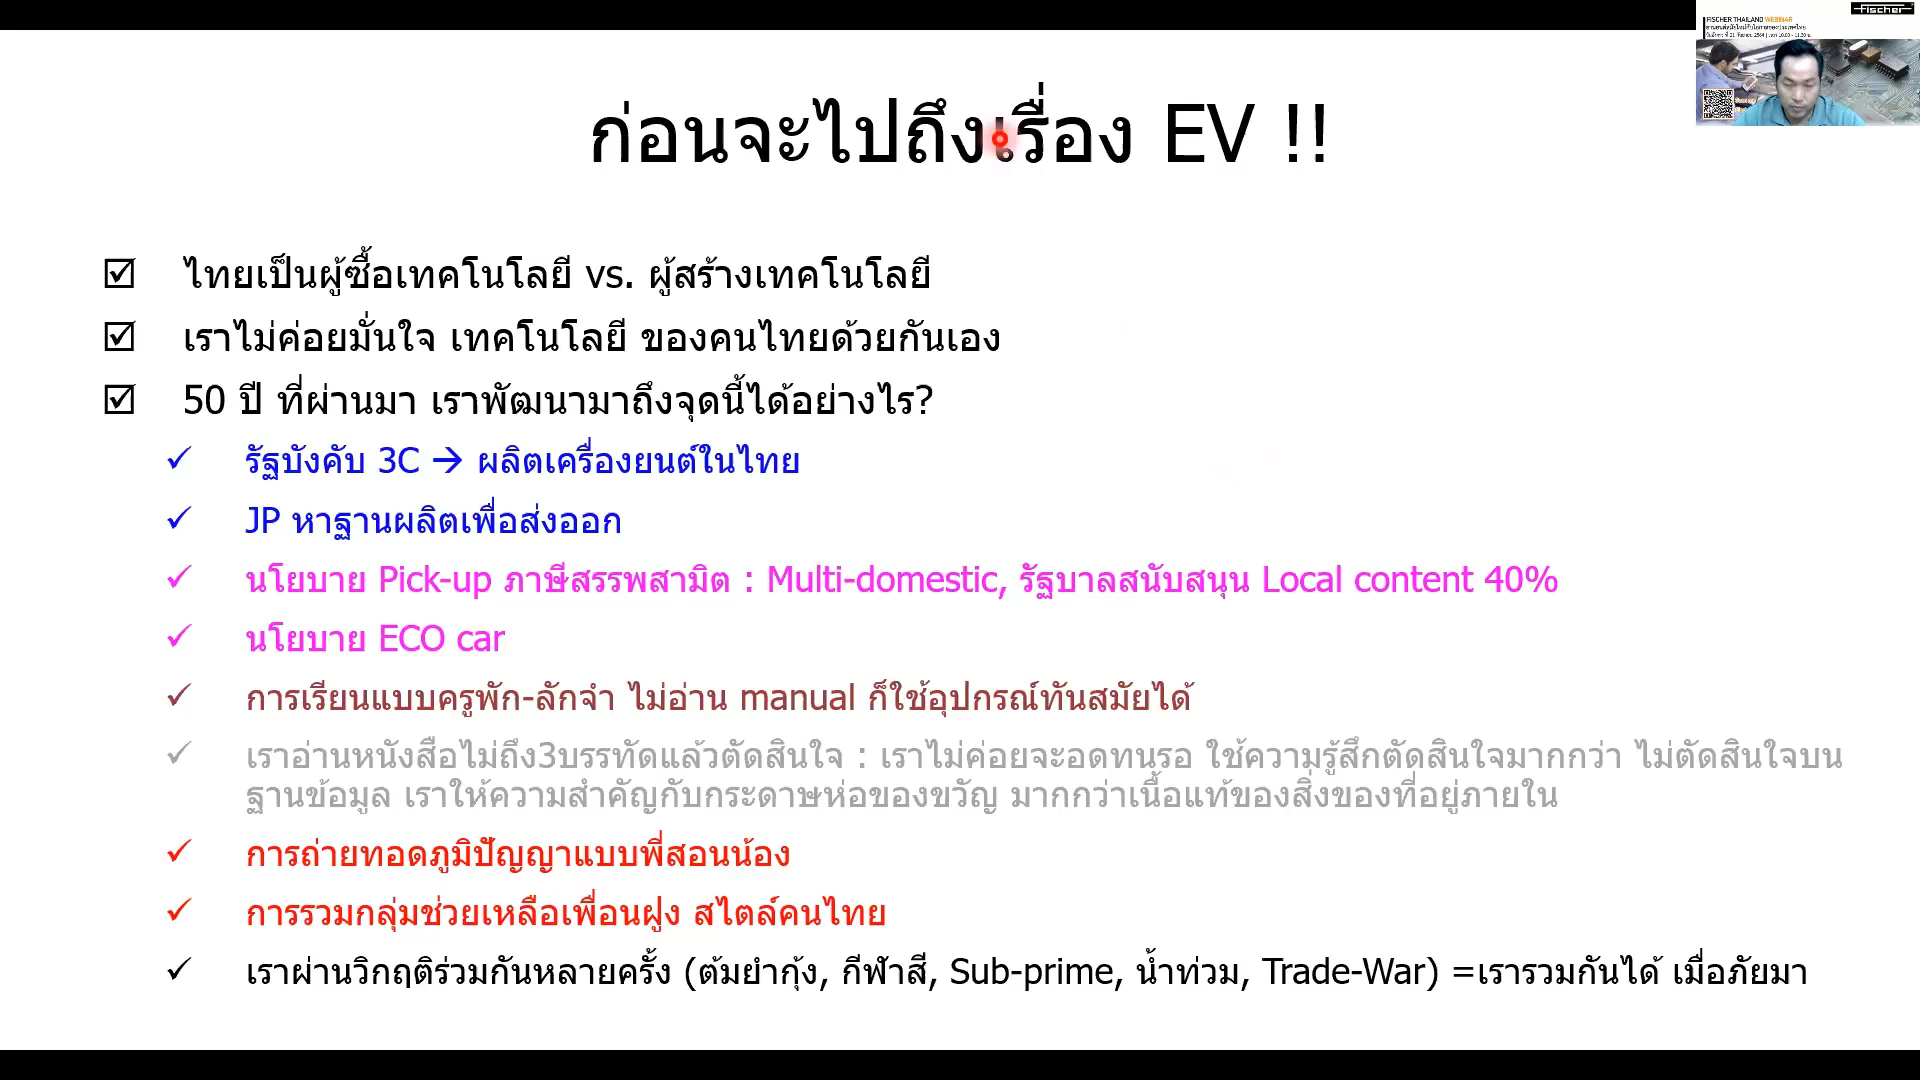 fischer
FISCHER THAILAND WEBINAR
ก่อนจะไปถึงเรื่อง EV !!
ไทยเป็นผู้ซื้อเทคโนโลยี vs. ผู้สร้างเทคโนโลยี
เราไม่ค่อยมั่นใจ เทคโนโลยี ของคนไทยด้วยกันเอง
50 ปี ที่ผ่านมา เราพัฒนามาถึงจุดนี้ได้อย่างไร?
รัฐบังคับ 3C → ผลิตเครื่องยนต์ในไทย
JP หาฐานผลิตเพื่อส่งออก
นโยบาย Pick-up ภาษีสรรพสามิต : Multi-domestic, รัฐบาลสนับสนุน Local content 40%
นโยบาย ECO car
การเรียนแบบครูพัก-ลักจำ ไม่อ่าน manual ก็ใช้อุปกรณ์ทันสมัยได้
เราอ่านหนังสือไม่ถึง3บรรทัดแล้วตัดสินใจ : เราไม่ค่อยจะอดทนรอ ใช้ความรู้สึกตัดสินใจมากกว่า ไม่ตัดสินใจบน
ฐานข้อมูล เราให้ความสำคัญกับกระดาษห่อของขวัญ มากกว่าเนื้อแท้ของสิ่งของที่อยู่ภายใน
การถ่ายทอดภูมิปัญญาแบบพี่สอนน้อง
การรวมกลุ่มช่วยเหลือเพื่อนฝูง สไตล์คนไทย
เราผ่านวิกฤติร่วมกันหลายครั้ง (ต้มยำกุ้ง, กีฬาสี, Sub-prime, น้ำท่วม, Trade-War) =เรารวมกันได้ เมื่อภัยมา